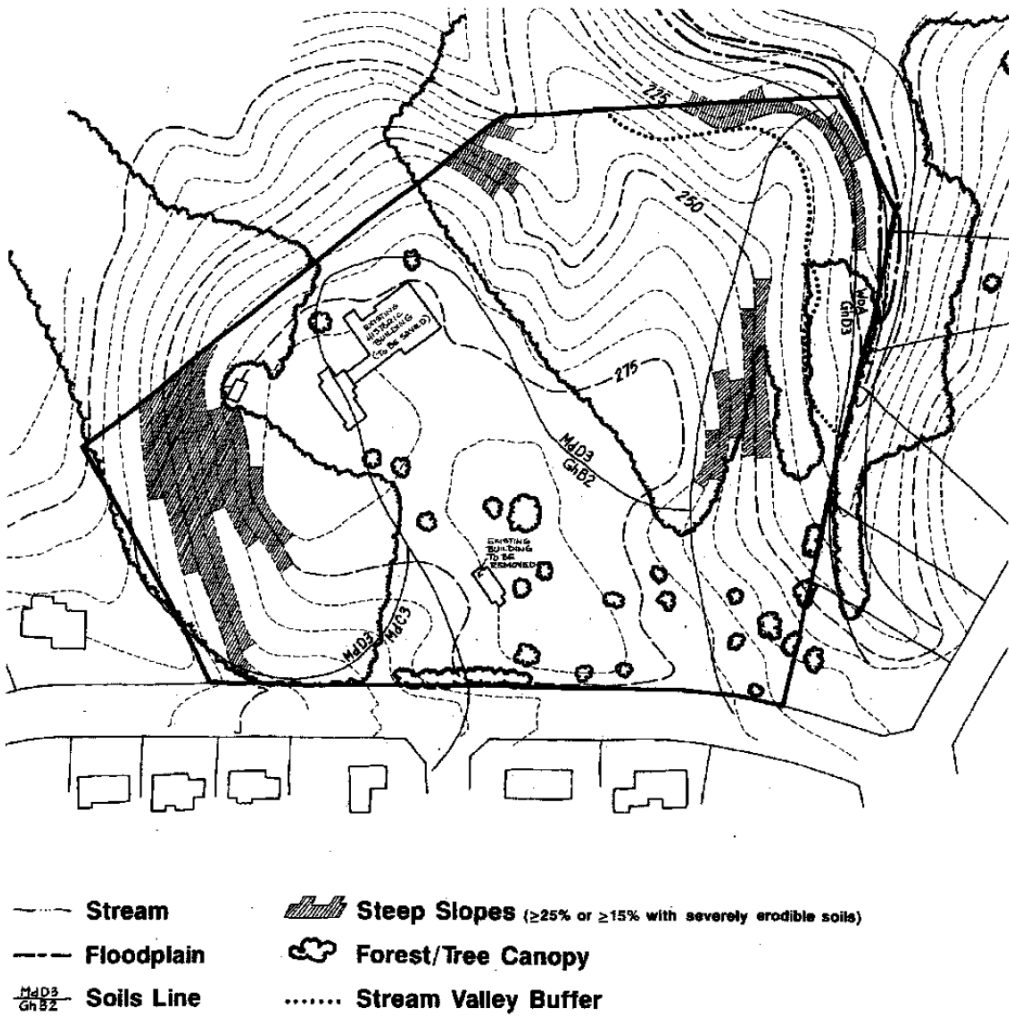 225
250
EXISTING
HISTORIC
BUILDING
(TO BE SAVED)
WoA
GhD3
275
MdD3
GhB2
EXISTING
BUILDING
TO BE
REMOVED
MdD3
MdC3
Stream
Steep Slopes (≥25% or ≥15% with severely erodible soils)
Floodplain
Forest/Tree Canopy
MdD3
GhB2
Soils Line
Stream Valley Buffer